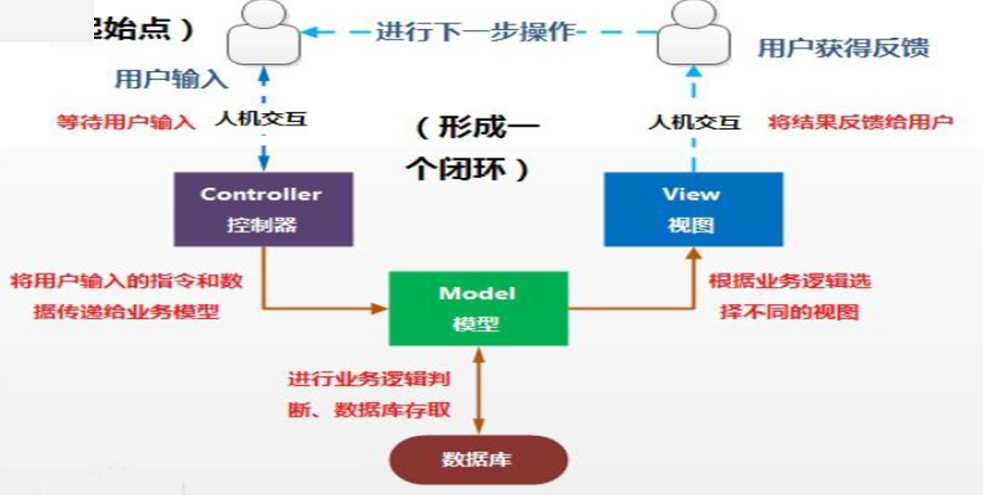 起始点）
进行下一步操作
用户获得反馈
用户输入
等待用户输入
人机交互
（形成一
个闭环）
人机交互
将结果反馈给用户
Controller
控制器
View
视图
将用户输入的指令和数
据传递给业务模型
Model
模型
根据业务逻辑选
择不同的视图
进行业务逻辑判
断、数据库存取
数据库